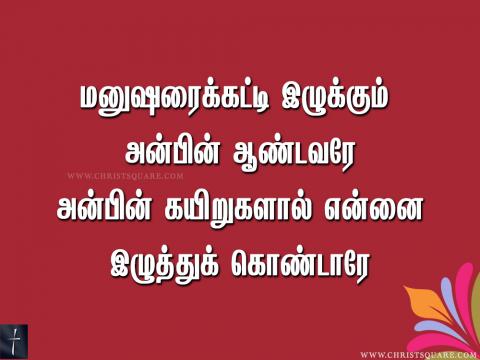 மனுஷரைக்கட்டி இழுக்கும்
அன்பின் ஆண்டவரே
WWW.CHRISTSQUARE.COM
அன்பின் கயிறுகளால் என்னை
இழுத்துக் கொண்டாரே
WWW.CHRISTSQUARE.COM